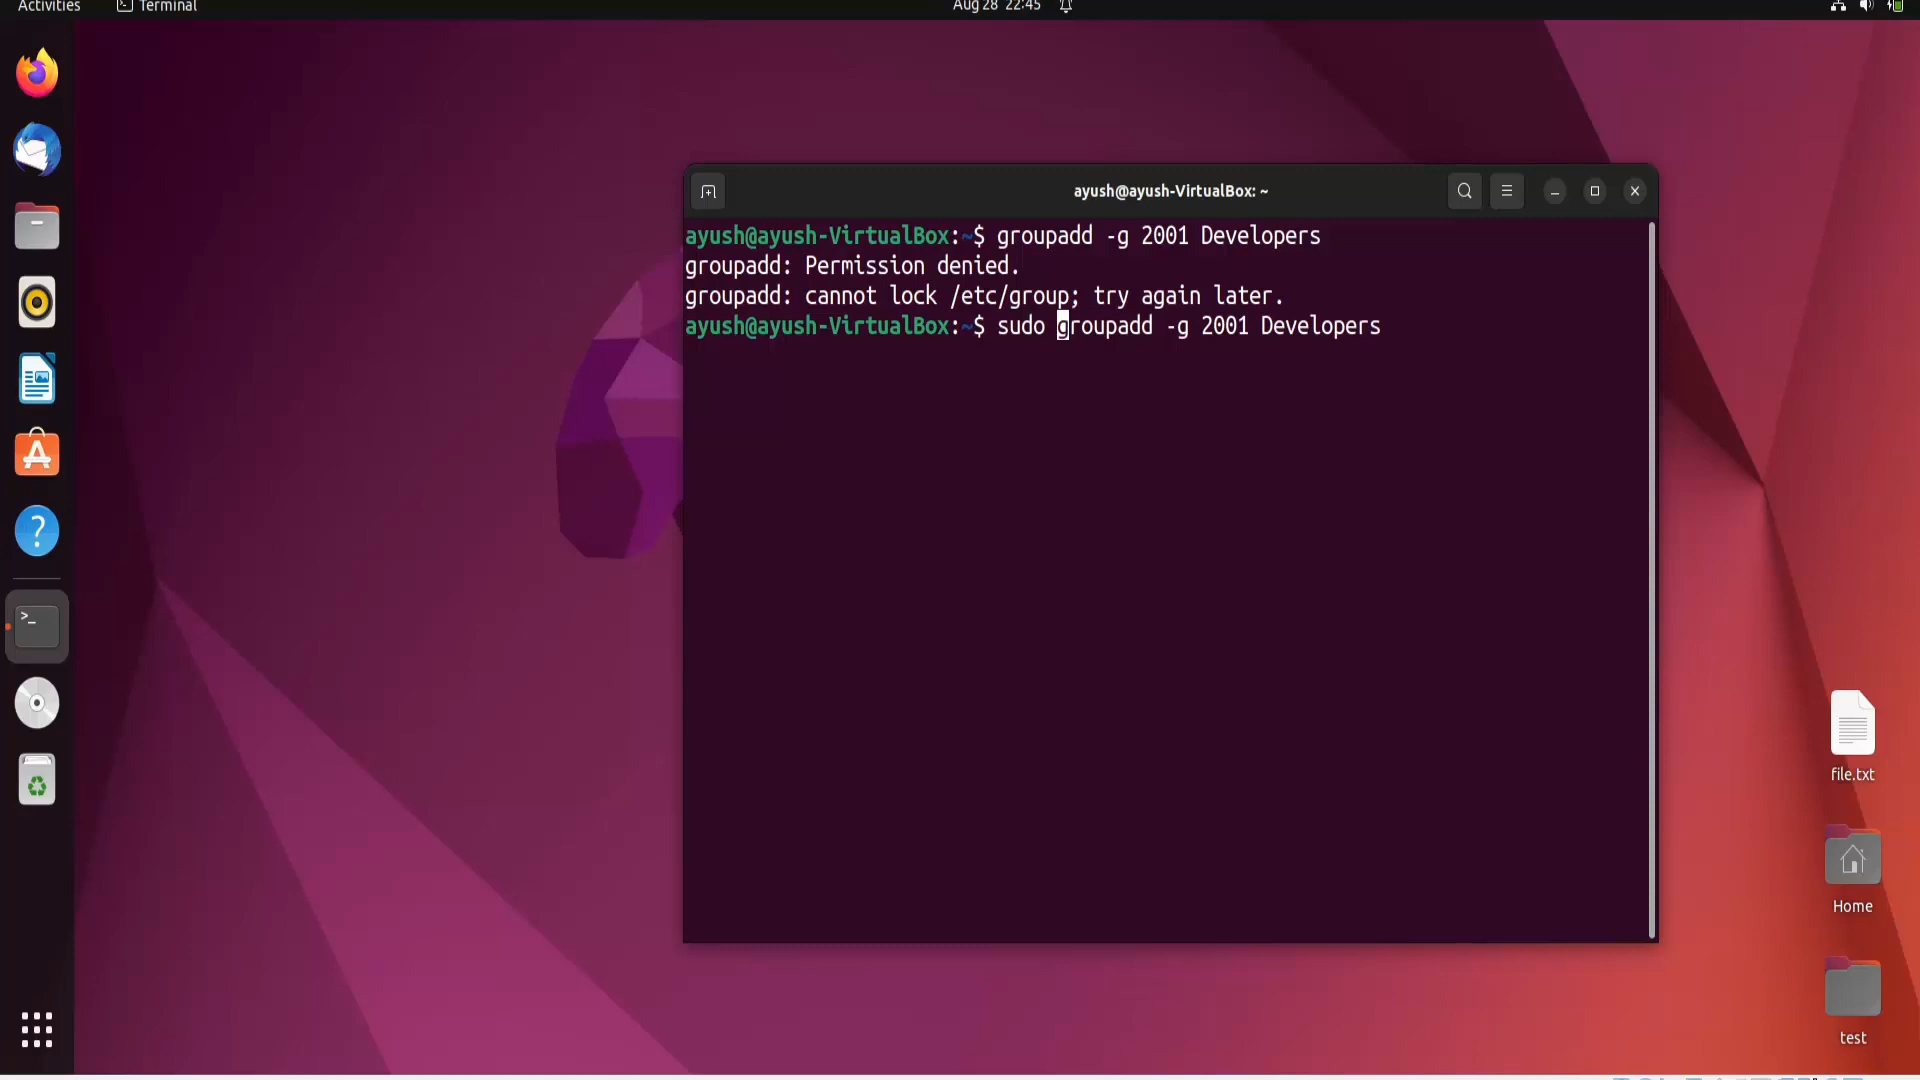 Activities
Terminal
Aug 28 22:45
ayush@ayush-VirtualBox: ~
ayush@ayush-VirtualBox:~$ groupadd -g 2001 Developers
groupadd: Permission denied.
groupadd: cannot lock /etc/group; try again later.
ayush@ayush-VirtualBox:~$ sudo groupadd -g 2001 Developers
file.txt
Home
test